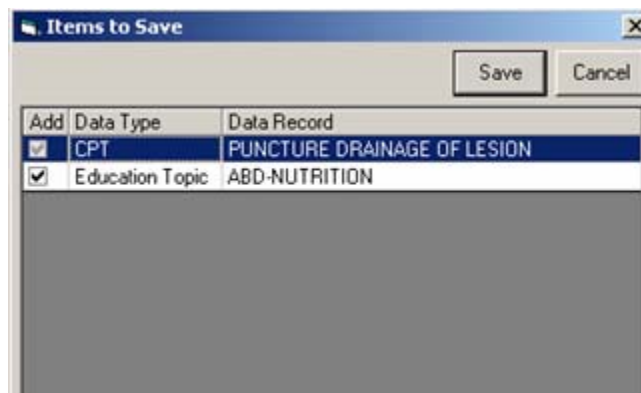 Items to Save
Save Cancel
Add Data Type Data Record
CPT PUNCTURE DRAINAGE OF LESION
Education Topic ABD-NUTRITION